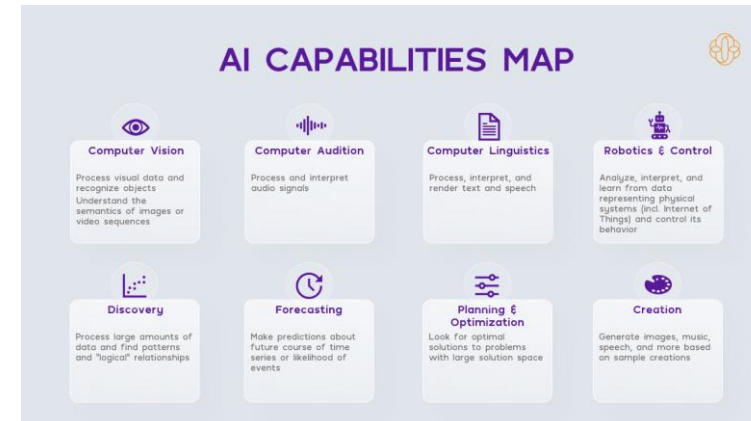 AI CAPABILITIES MAP
Computer Vision
Process visual data and
recognize objects
Understand the
semantics of images or
video sequences
Computer Audition
Process and interpret
audio signals
Computer Linguistics
Process, interpret, and
render text and speech
Robotics & Control
Analyze, interpret, and
learn from data
representing physical
systems (incl. Internet of
Things) and control its
behavior
Discovery
Process large amounts of
data and find patterns
and "logical" relationships
Forecasting
Make predictions about
future course of time
series or likelihood of
events
Planning &
Optimization
Look for optimal
solutions to problems
with large solution space
Creation
Generate images, music,
speech, and more based
on sample creations